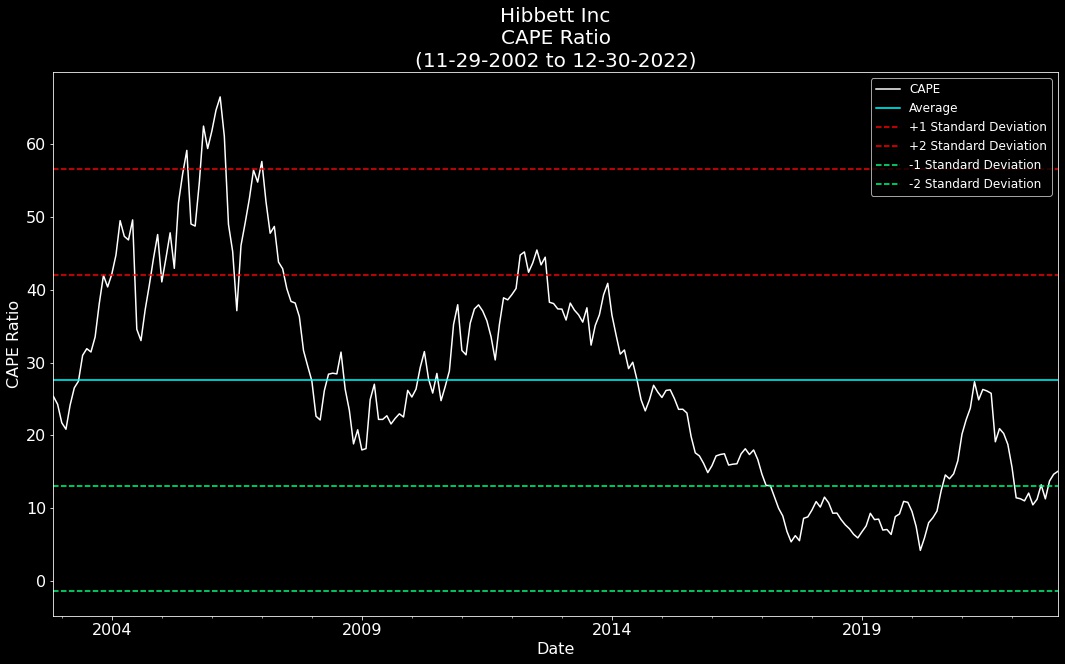 Hibbett Inc
CAPE Ratio
(11-29-2002 to 12-30-2022)
CAPE
Average
+1 Standard Deviation
+2 Standard Deviation
-1 Standard Deviation
-2 Standard Deviation
CAPE Ratio
60
50
40
30
20
10
0
2004
2009
2014
2019
Date